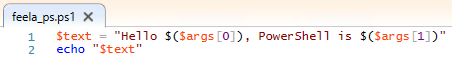 feela_ps.ps1 ×
1 $text = "Hello $($args[0]), PowerShell is $($args[1])"
2 echo "$text"